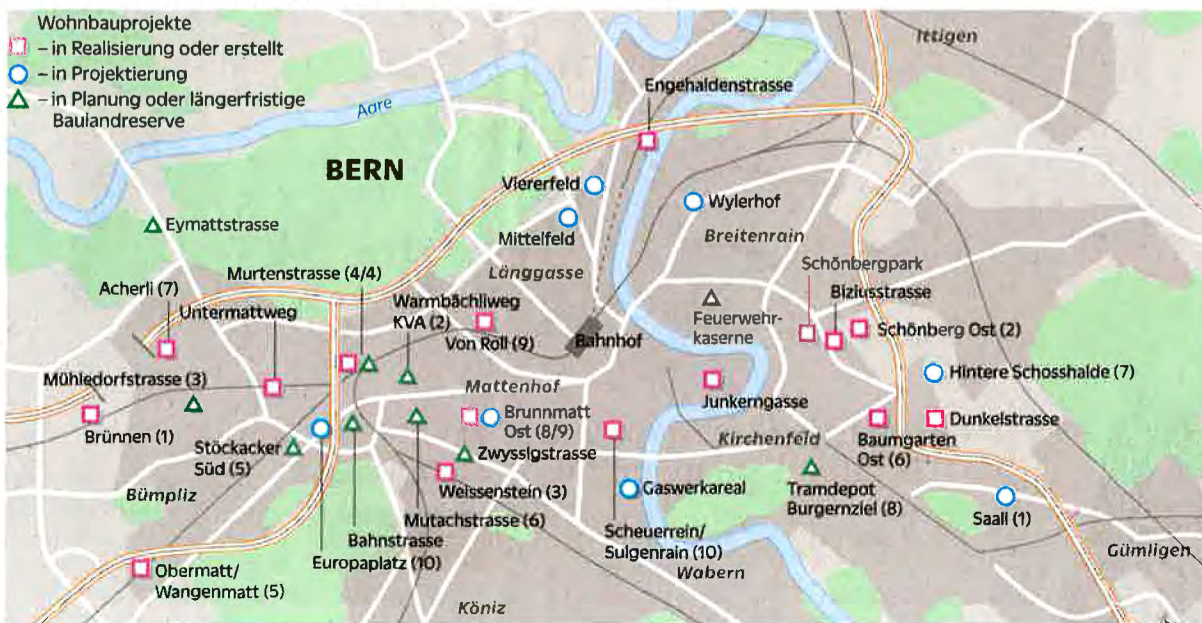 Wohnbauprojekte
– in Realisierung oder erstellt
– in Projektierung
– in Planung oder längerfristige
Baulandreserve
Aare
BERN
Ittigen
Engehaldenstrasse
Viererfeld
Wylerhof
Mittelfeld
Breitenrain
Eymattstrasse
Länggasse
Murtenstrasse (4/4)
Acherli (7)
Untermattweg
Warmbächliweg
KVA (2)
Von Roll (9)
Bahnhof
Feuerwehr-
kaserne
Schönbergpark
Biziusstrasse
Schönberg Ost (2)
Mühledorfstrasse (3)
Mattenhof
Junkerngasse
Hintere Schosshalde (7)
Brünnen (1)
Stöckacker
Süd (5)
Brunnmatt
Ost (8/9)
Kirchenfeld
Baumgarten
Ost (6)
Dunkelstrasse
Zwyssigstrasse
Bümpliz
Weissenstein (3)
Gaswerkareal
Tramdepot
Burgernziel (8)
Saali (1)
Mutachstrasse (6)
Bahnstrasse
Europaplatz (10)
Scheuerrein/
Sulgenrain (10)
Obermatt/
Wangenmatt (5)
Wabern
Gümligen
Köniz